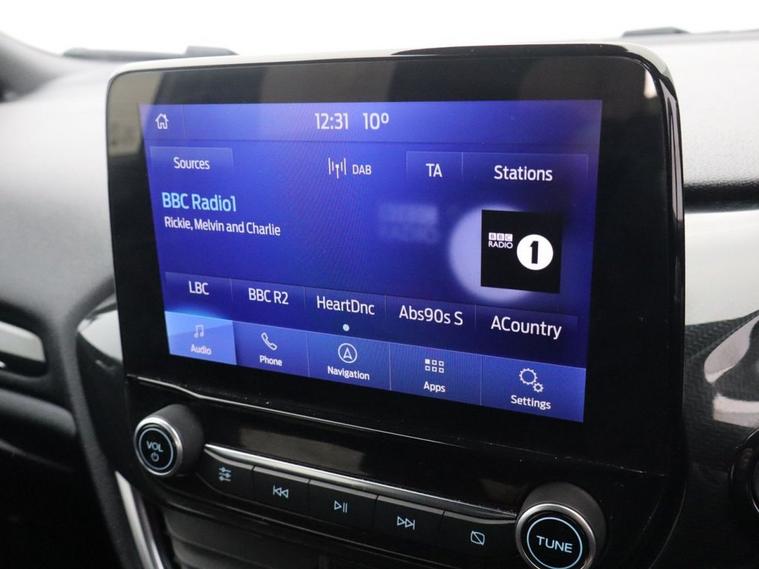 12:31 10º
Sources DAB TA Stations
BBC Radio1
Rickie, Melvin and Charlie
BBC
RADIO 1
LBC BBC R2 HeartDnc Abs90s S ACountry
Audio Phone Navigation Apps Settings
VOL
TUNE